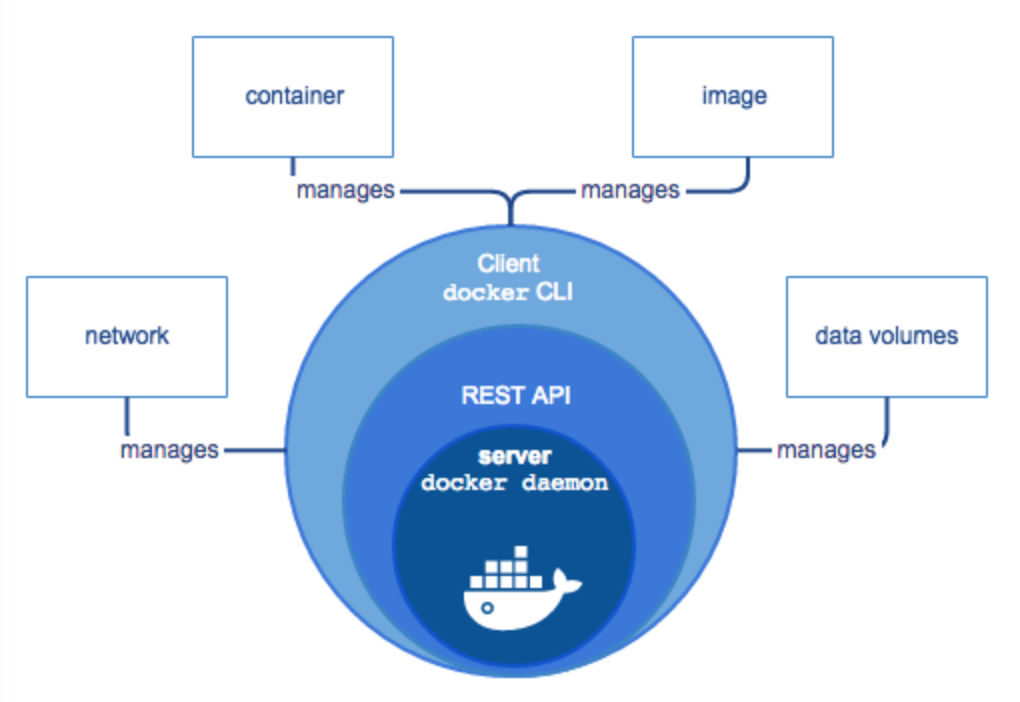 container
image
manages
manages
Client
docker CLI
network
data volumes
REST API
manages
manages
server
docker daemon